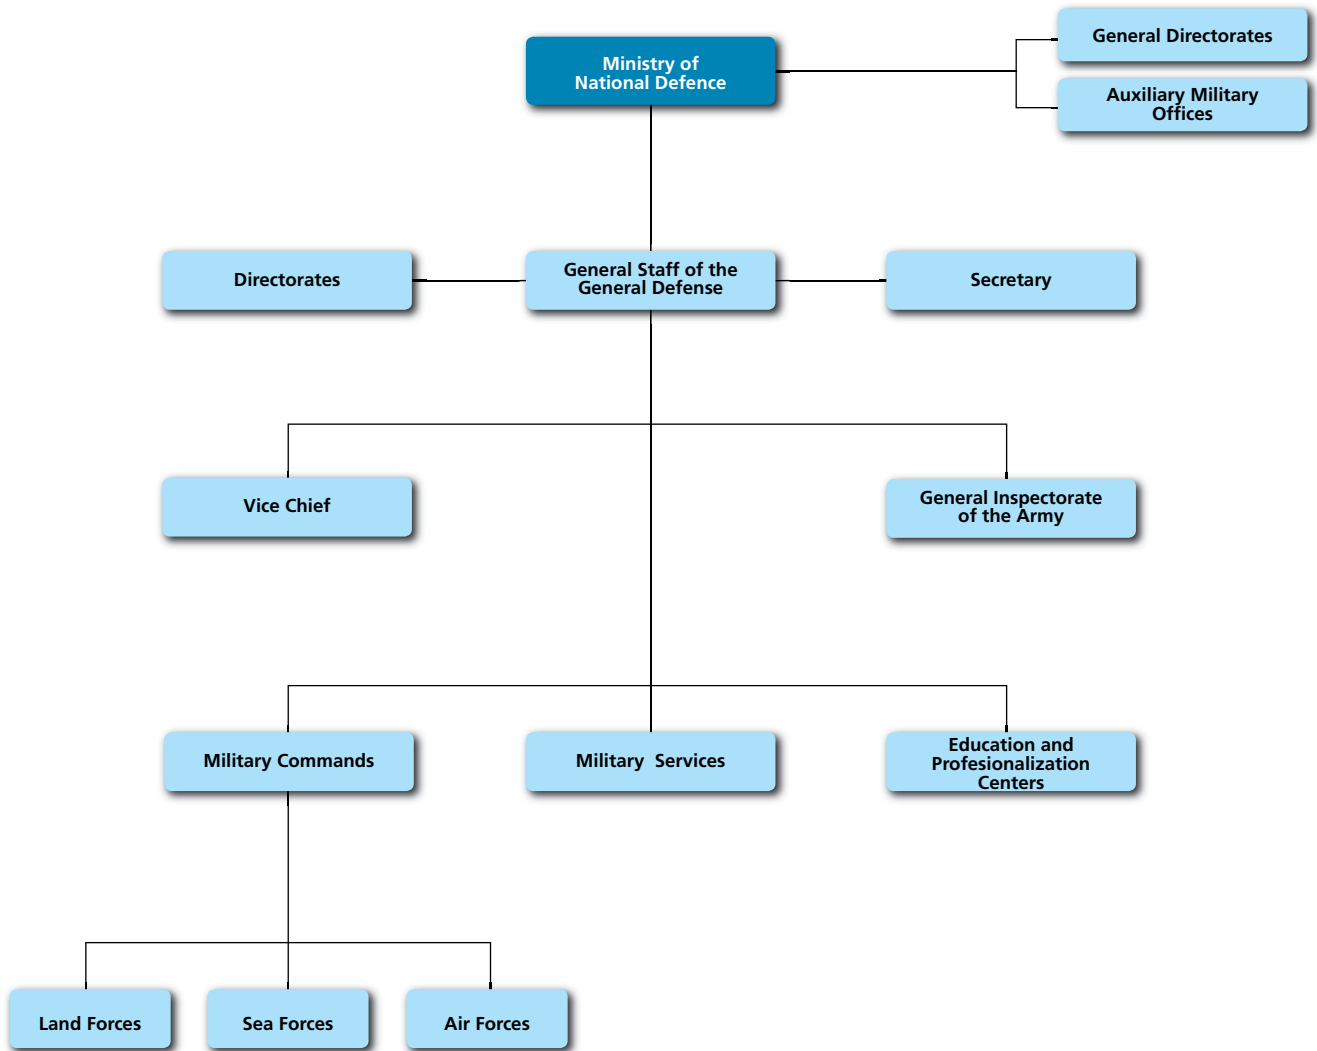 General Directorates
Ministry of
National Defence
Auxiliary Military
Offices
Directorates
General Staff of the
General Defense
Secretary
Vice Chief
General Inspectorate
of the Army
Military Commands
Military Services
Education and
Profesionalization
Centers
Land Forces
Sea Forces
Air Forces